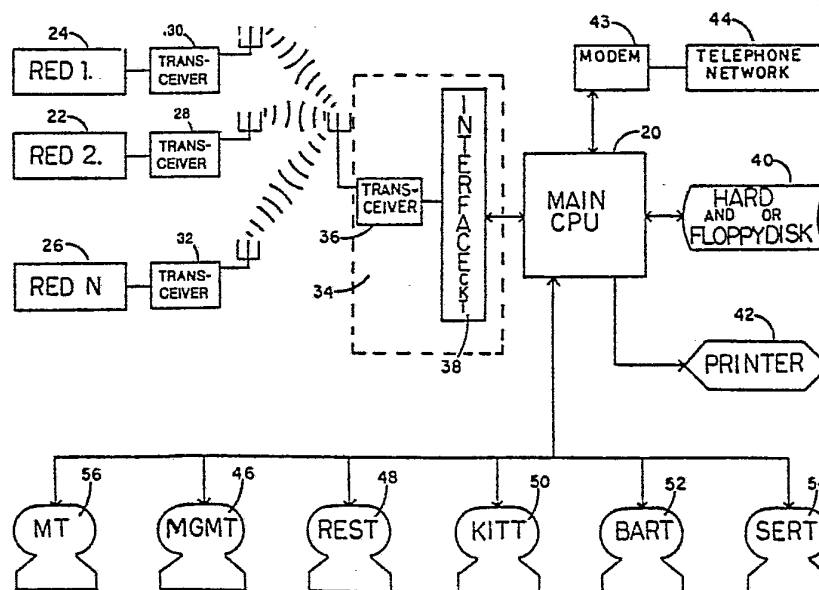 24
RED 1.
30
TRANS-
CEIVER
22
RED 2.
28
TRANS-
CEIVER
26
RED N
32
TRANS-
CEIVER
TRANS-
CEIVER
36
34
INTERFACECKT
38
43
MODEM
44
TELEPHONE
NETWORK
20
MAIN
CPU
40
HARD
AND OR
FLOPPYDISK
42
PRINTER
56
MT
46
MGMT
48
REST
50
KITT
52
BART
SERT